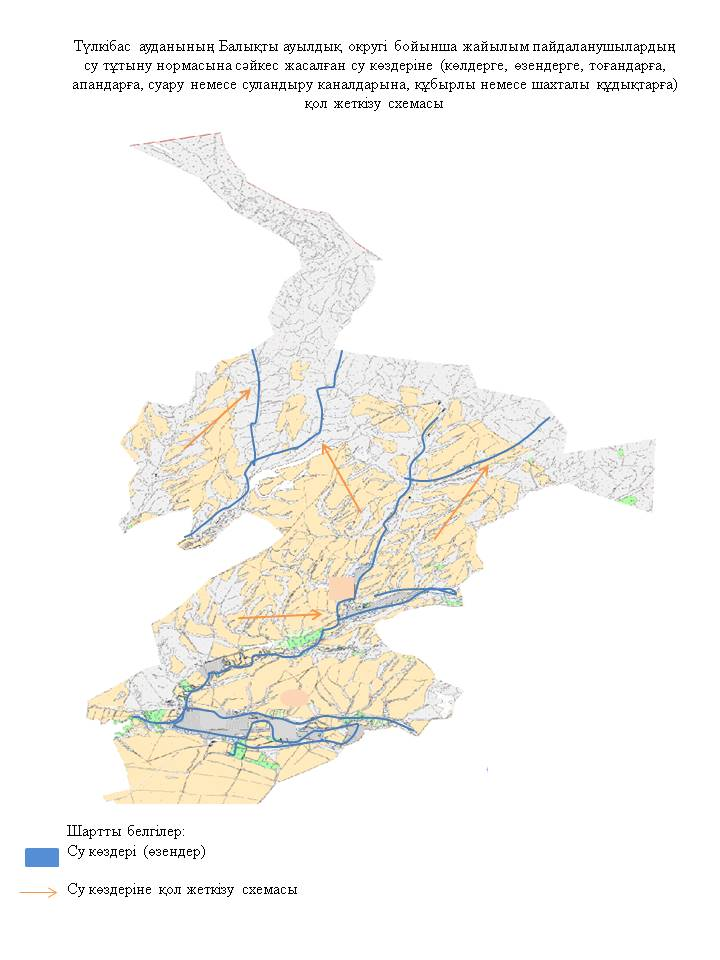 Түлкібас ауданының Балықты ауылдық округі бойынша жайылым пайдаланушылардың
су тұтыну нормасына сәйкес жасалған су көздеріне (көлдерге, өзендерге, тоғандарға,
апандарға, суару немесе суландыру каналдарына, құбырлы немесе шахталы құдықтарға)
қол жеткізу схемасы
Шартты белгілер:
Су көздері (өзендер)
Су көздеріне қол жеткізу схемасы